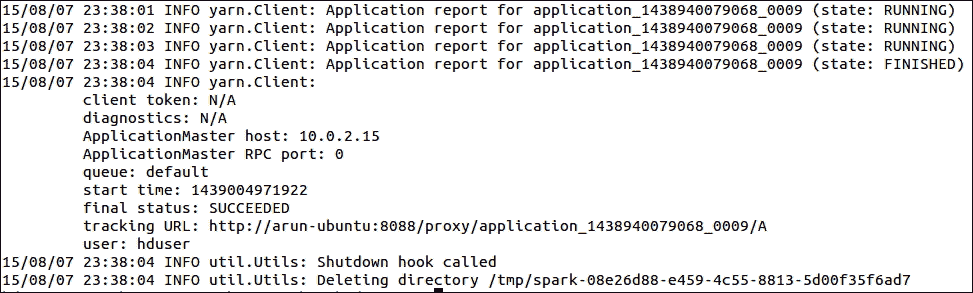 15/08/07 23:38:01 INFO yarn.Client: Application report for application_1438940079068_0009 (state: RUNNING)
15/08/07 23:38:02 INFO yarn.Client: Application report for application_1438940079068_0009 (state: RUNNING)
15/08/07 23:38:03 INFO yarn.Client: Application report for application_1438940079068_0009 (state: RUNNING)
15/08/07 23:38:04 INFO yarn.Client: Application report for application_1438940079068_0009 (state: FINISHED)
15/08/07 23:38:04 INFO yarn.Client:
client token: N/A
diagnostics: N/A
ApplicationMaster host: 10.0.2.15
ApplicationMaster RPC port: 0
queue: default
start time: 1439004971922
final status: SUCCEEDED
tracking URL: http://arun-ubuntu:8088/proxy/application_1438940079068_0009/A
user: hduser
15/08/07 23:38:04 INFO util.Utils: Shutdown hook called
15/08/07 23:38:04 INFO util.Utils: Deleting directory /tmp/spark-08e26d88-e459-4c55-8813-5d00f35f6ad7